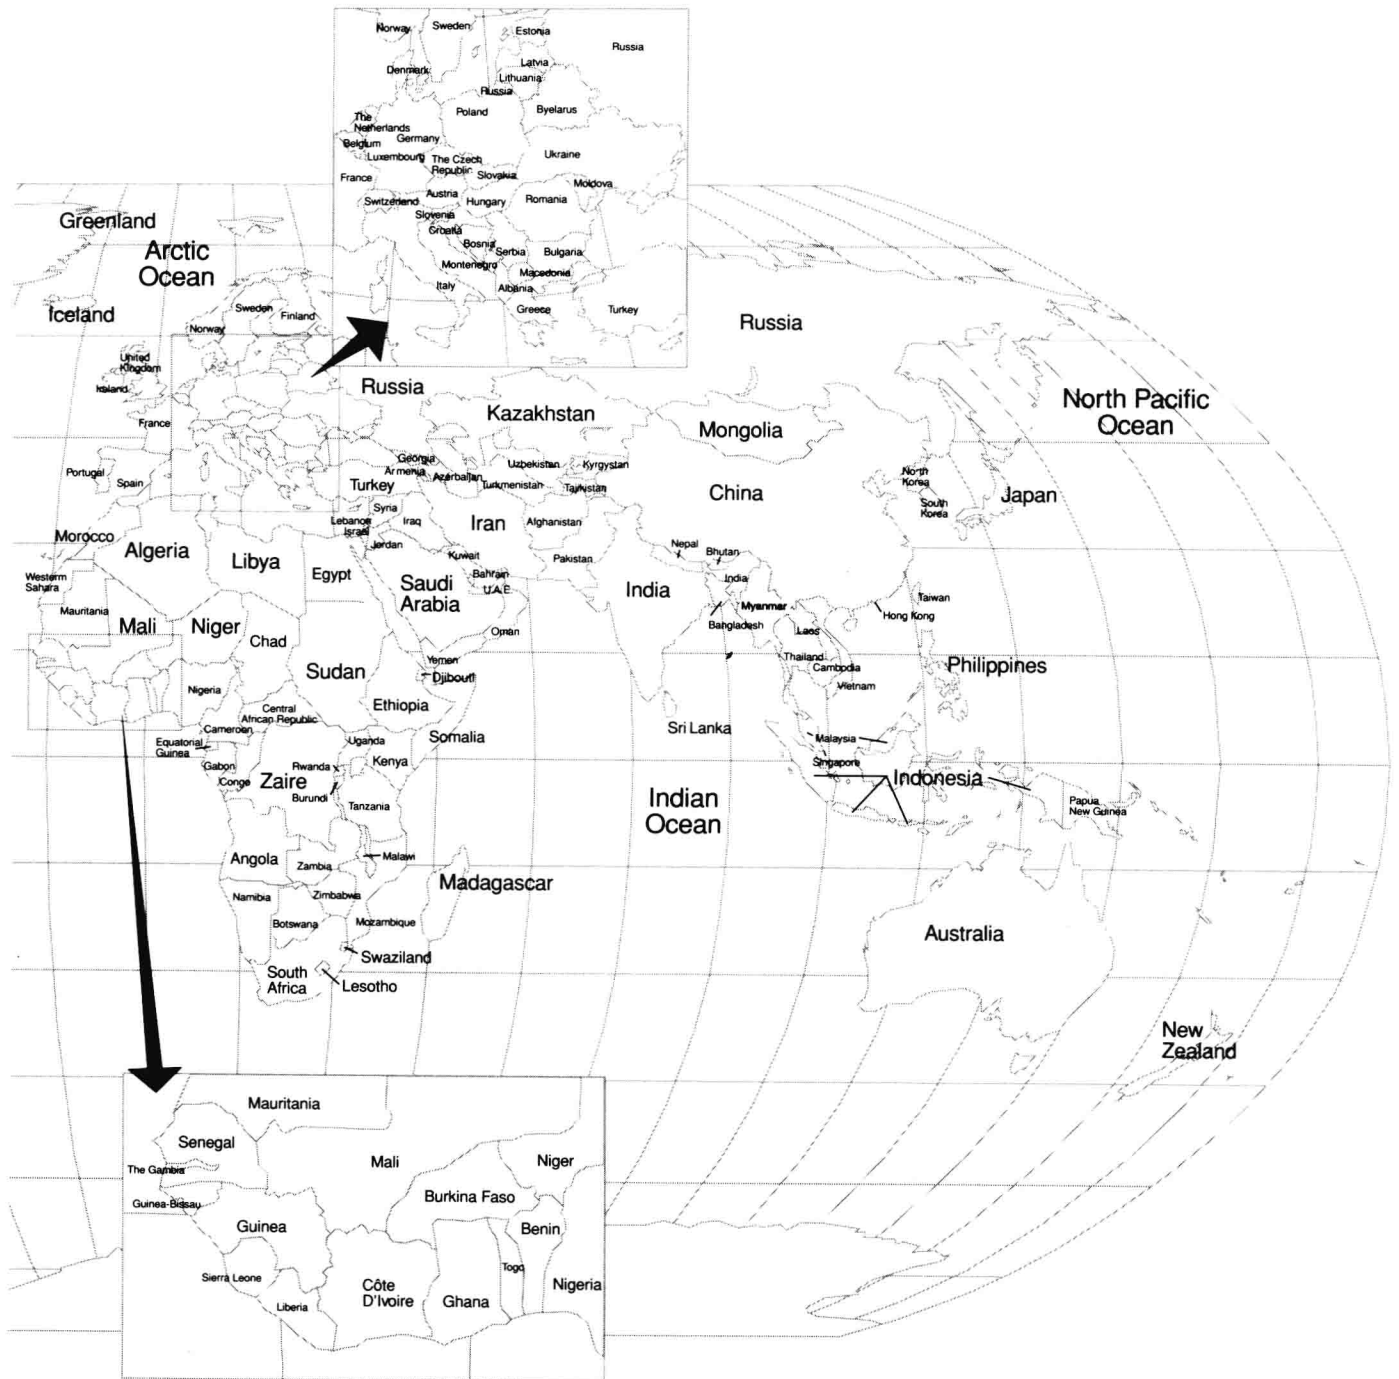 Norway
Sweden
Estonia
Russia
Latvia
Denmark
Lithuania
Russia
Poland
Byelarus
The
Netherlands
Germany
Belgium
Luxembourg
The Czech
Republic
Ukraine
France
Slovakia
Moldova
Switzerland
Austria
Hungary
Romania
Slovenia
Croatia
Bosnia
Serbia
Bulgaria
Montenegro
Macedonia
Italy
Albania
Greece
Turkey
Greenland
Arctic
Ocean
Iceland
Sweden
Finland
Norway
United
Kingdom
Ireland
France
Portugal
Spain
Russia
Russia
Kazakhstan
Mongolia
North Pacific
Ocean
Georgia
Armenia
Azerbaijan
Uzbekistan
Kyrgystan
Turkey
Turkmenistan
Tajikistan
China
North
Korea
South
Korea
Japan
Syria
Lebanon
Israel
Iraq
Iran
Afghanistan
Jordan
Kuwait
Pakistan
Nepal
Bhutan
Morocco
Algeria
Libya
Egypt
Saudi
Arabia
Bahrain
U.A.E.
India
India
Western
Sahara
Mauritania
Myanmar
Taiwan
Hong Kong
Bangladesh
Mali
Niger
Chad
Oman
Laos
Sudan
Yemen
Djibouti
Thailand
Cambodia
Vietnam
Philippines
Nigeria
Ethiopia
Central
African Republic
Cameroen
Somalia
Sri Lanka
Equatorial
Guinea
Uganda
Kenya
Malaysia
Gabon
Rwanda
Singapore
Congo
Zaire
Burundi
Tanzania
Indonesia
Indian
Ocean
Papua
New Guinea
Angola
Zambia
Malawi
Namibia
Zimbabwa
Madagascar
Botswana
Mozambique
Australia
Swaziland
South
Africa
Lesotho
New
Zealand
Mauritania
Senegal
Mali
Niger
The Gambia
Burkina Faso
Guinea-Bissau
Guinea
Benin
Sierra Leone
Togo
Côte
D'Ivoire
Nigeria
Liberia
Ghana